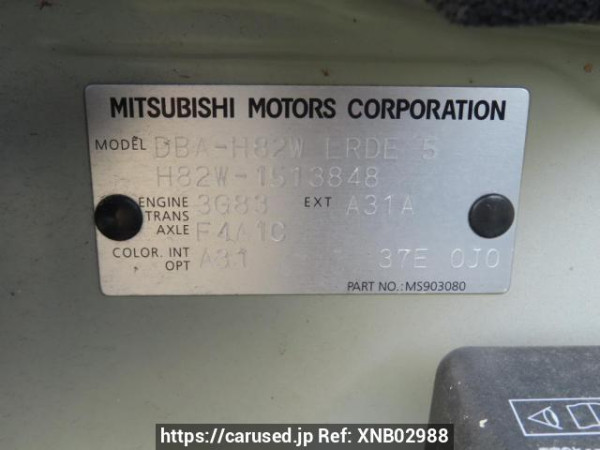 MITSUBISHI MOTORS CORPORATION
MODEL DBA-H82W LRDE 5
H82W-1513848
ENGINE 3G83 EXT A31A
TRANS
AXLE F4A1C
COLOR. INT A31 37E 0J0
OPT
PART NO.: MS903080
https://carused.jp Ref: XNB02988